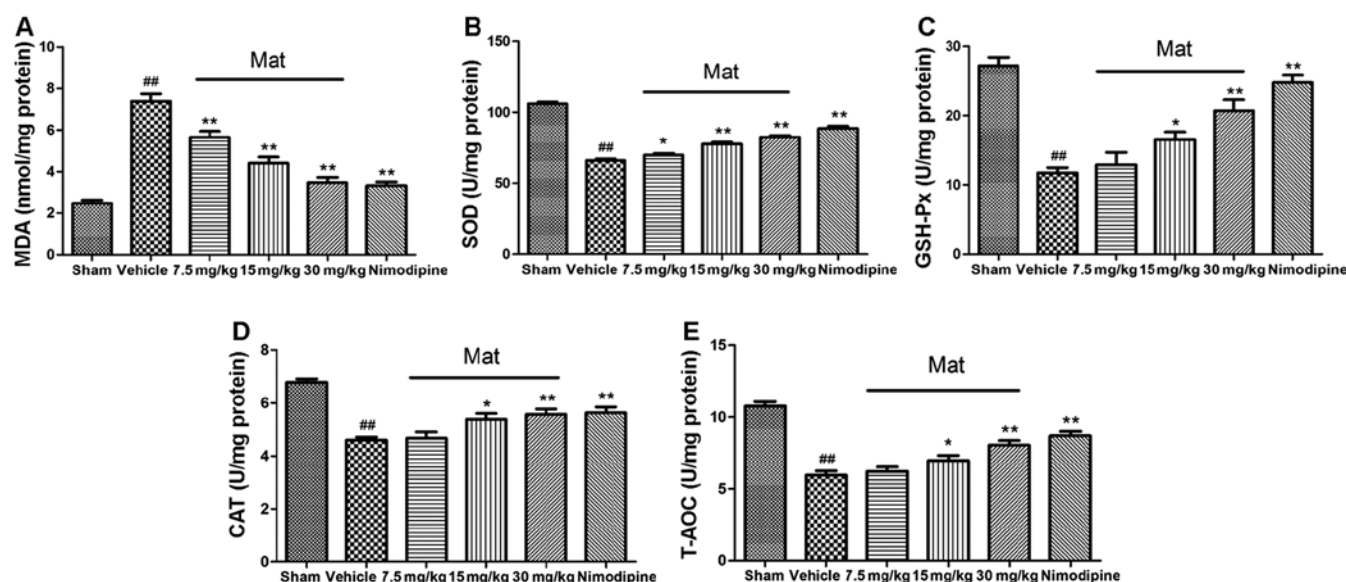 A
MDA (nmol/mg protein)
10
8
6
4
2
0
Mat
##
**
**
**
**
Sham Vehicle 7.5 mg/kg 15 mg/kg 30 mg/kg Nimodipine
B
SOD (U/mg protein)
150
100
50
0
Mat
##
*
**
**
**
Sham Vehicle 7.5 mg/kg 15 mg/kg 30 mg/kg Nimodipine
C
GSH-Px (U/mg protein)
30
20
10
0
Mat
##
*
**
**
Sham Vehicle 7.5 mg/kg 15 mg/kg 30 mg/kg Nimodipine
D
CAT (U/mg protein)
8
6
4
2
0
Mat
##
*
**
**
Sham Vehicle 7.5 mg/kg 15 mg/kg 30 mg/kg Nimodipine
E
T-AOC (U/mg protein)
15
10
5
0
Mat
##
*
**
**
Sham Vehicle 7.5 mg/kg 15 mg/kg 30 mg/kg Nimodipine